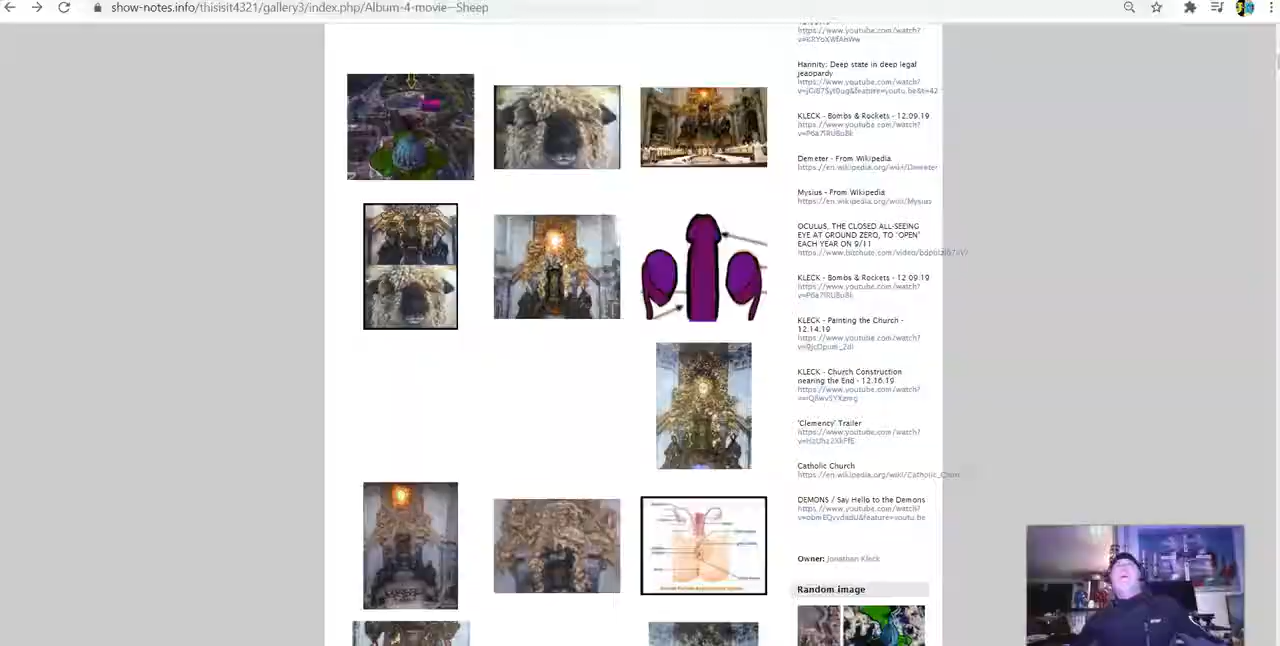 show-notes.info/thisisit4321/gallery3/index.php/Album-4-movie--Sheep
https://www.youtube.com/watch?
Hannity: Deep state in deep legal
jeapardy
https://www.youtube.com/watch?
KLECK - Bombs & Rockets - 12.09.19
https://www.youtube.com/watch?
Demeter - From Wikipedia
https://en.wikipedia.org/wiki/Demeter
Mysius - From Wikipedia
https://en.wikipedia.org/wiki/Mysius
OCULUS, THE CLOSED ALL-SEEING
EYE AT GROUND ZERO, TO 'OPEN'
EACH YEAR ON 9/11
KLECK - Bombs & Rockets - 12.09.19
https://www.youtube.com/watch?
KLECK - Painting the Church -
12.14.19
https://www.youtube.com/watch?
KLECK - Church Construction
nearing the End - 12.16.19
https://www.youtube.com/watch?
'Clemency' Trailer
https://www.youtube.com/watch?
Catholic Church
DEMONS / Say Hello to the Demons
https://www.youtube.com/watch?
Owner: Jonathan Kleck
Random image